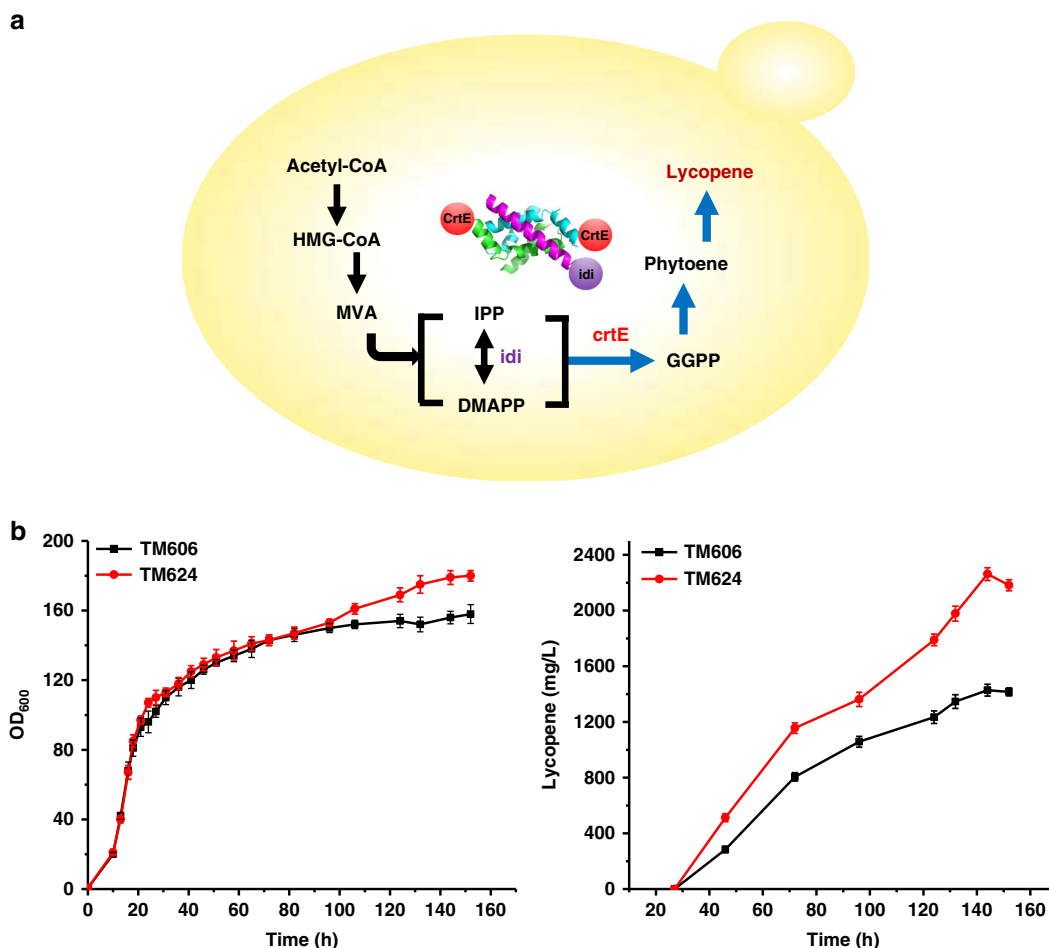 a
Acetyl-CoA
HMG-CoA
MVA
CrtE
CrtE
idi
IPP
idi
DMAPP
crtE
GGPP
Phytoene
Lycopene
b
TM606
TM624
200
160
120
80
40
0
OD600
0 20 40 60 80 100 120 140 160
Time (h)
TM606
TM624
2400
2000
1600
1200
800
400
0
Lycopene (mg/L)
20 40 60 80 100 120 140 160
Time (h)